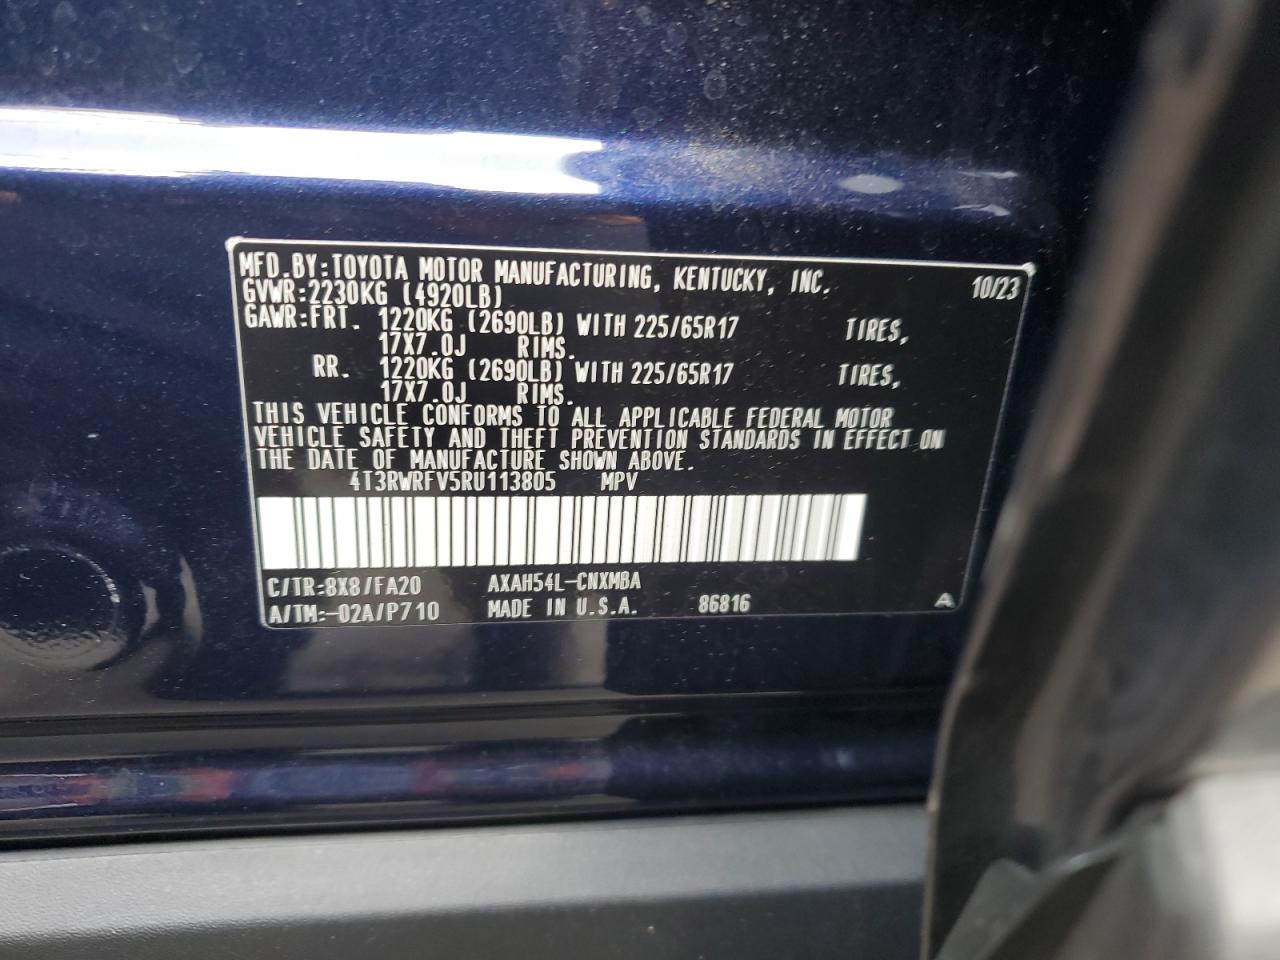 MFD.BY:TOYOTA MOTOR MANUFACTURING, KENTUCKY, INC. 10/23
GVWR:2230KG (4920LB)
GAWR:FRT. 1220KG (2690LB) WITH 225/65R17 TIRES,
17X7.0J RIMS.
RR. 1220KG (2690LB) WITH 225/65R17 TIRES,
17X7.0J RIMS.
THIS VEHICLE CONFORMS TO ALL APPLICABLE FEDERAL MOTOR
VEHICLE SAFETY AND THEFT PREVENTION STANDARDS IN EFFECT ON
THE DATE OF MANUFACTURE SHOWN ABOVE.
4T3RWRFV5RU113805 MPV
C/TR:8X8/FA20 AXAH54L-CNXMBA
A/TM:-02A/P710 MADE IN U.S.A. 86816 A